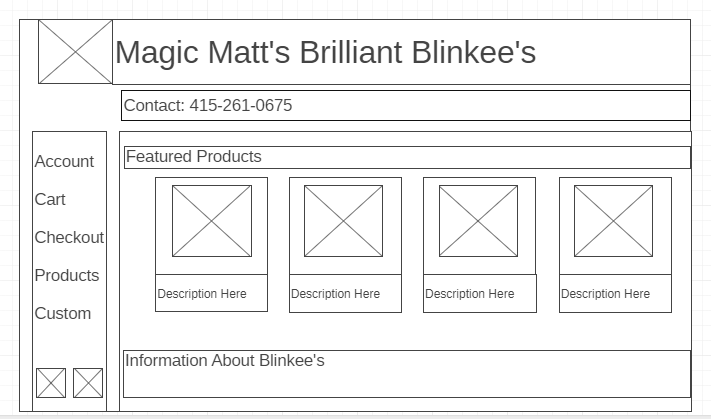 Magic Matt's Brilliant Blinkee's
Contact: 415-261-0675
Account
Cart
Checkout
Products
Custom
Featured Products
Description Here
Description Here
Description Here
Description Here
Information About Blinkee's